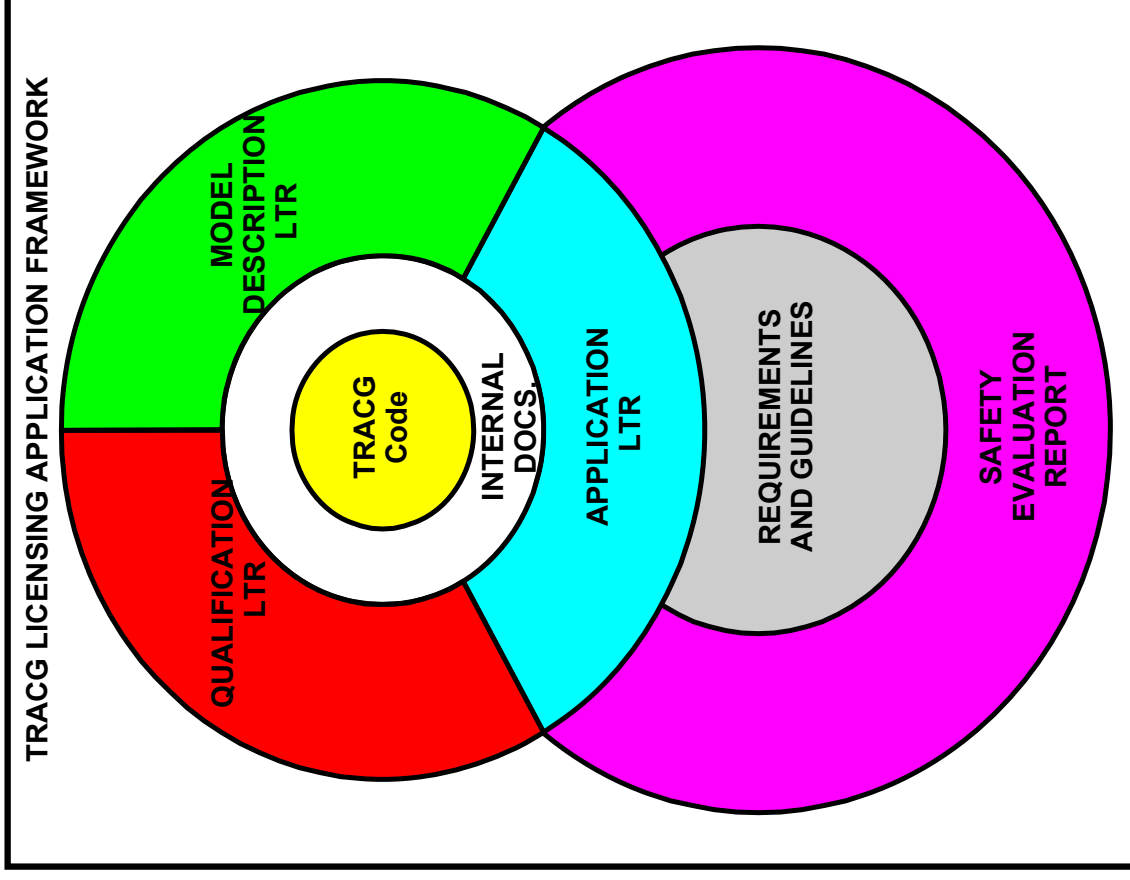 TRACG LICENSING APPLICATION FRAMEWORK
QUALIFICATION
LTR
MODEL
DESCRIPTION
LTR
TRACG
Code
INTERNAL
DOCS.
APPLICATION
LTR
REQUIREMENTS
AND GUIDELINES
SAFETY
EVALUATION
REPORT